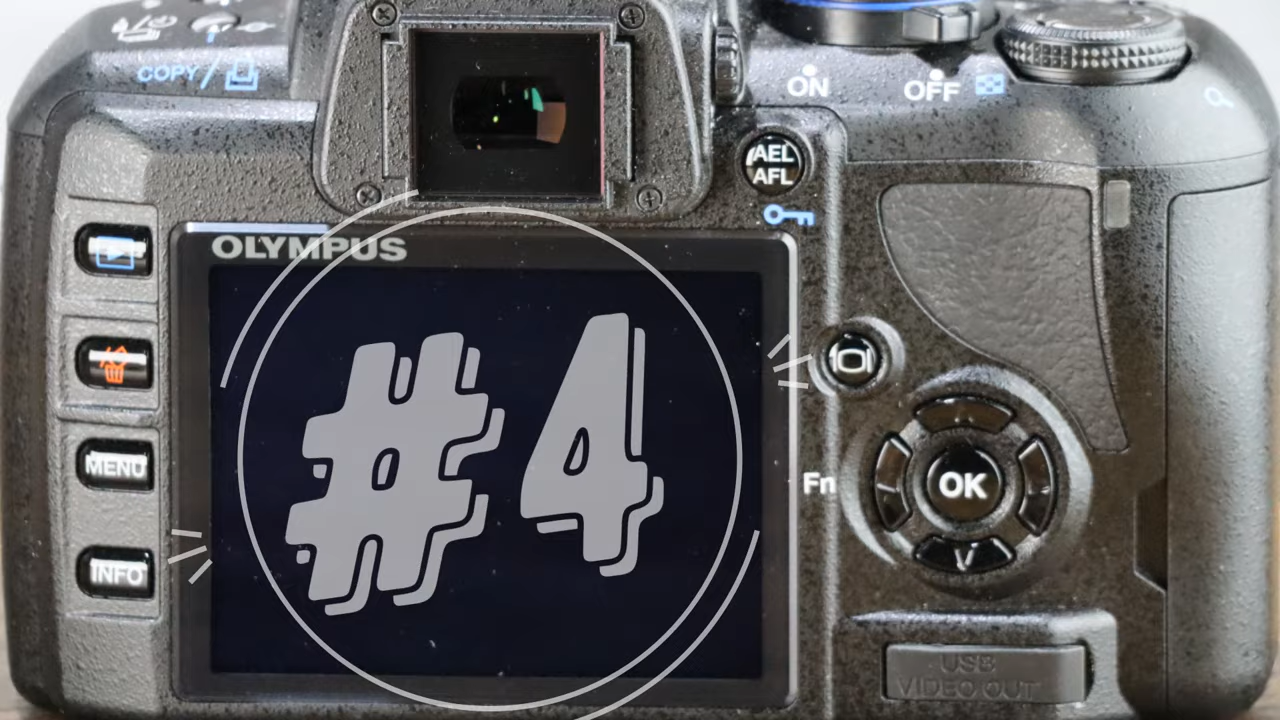 COPY/
ON OFF
AEL
AFL
OLYMPUS
#4
MENU
Fn
OK
INFO
USB
VIDEO OUT